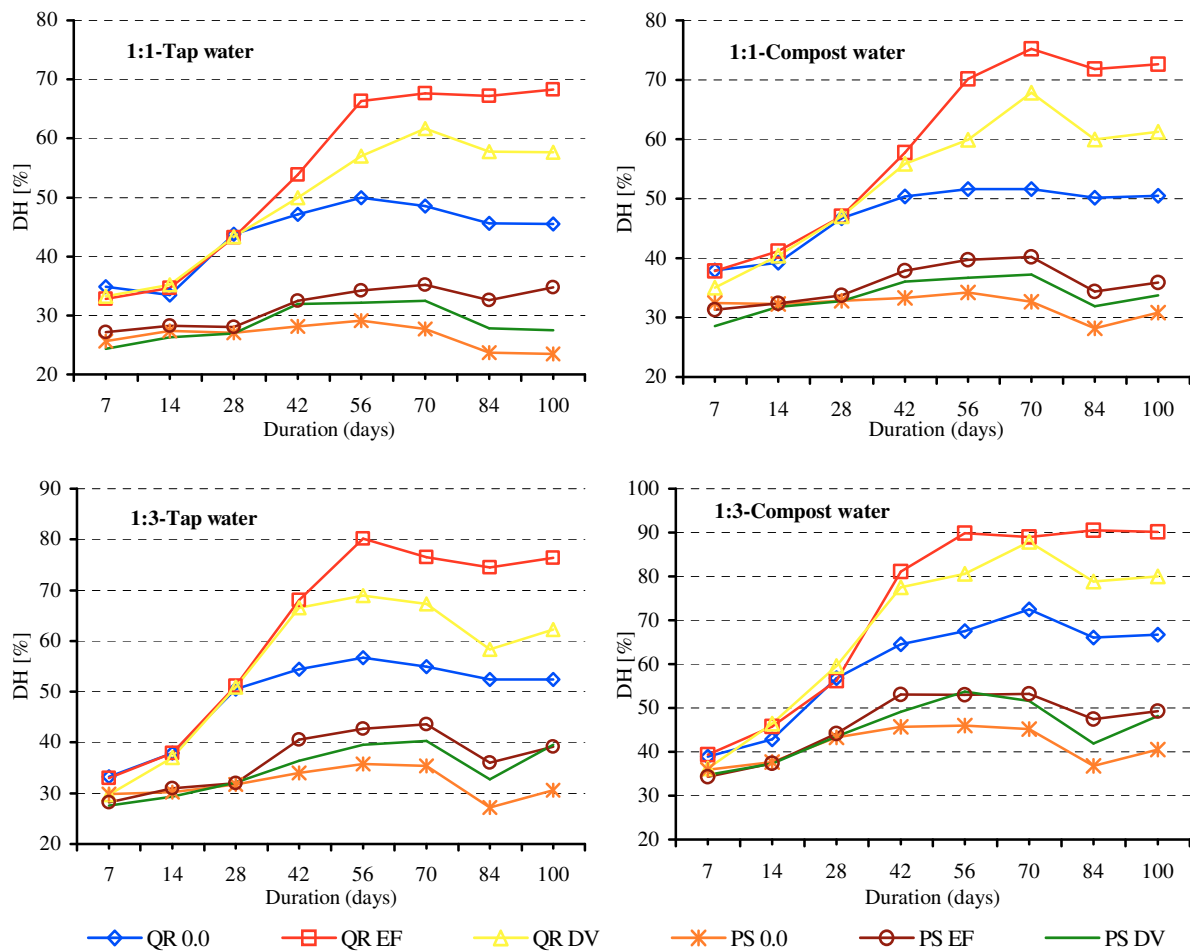 1:1-Tap water
DH [%]
80
70
60
50
40
30
20
7 14 28 42 56 70 84 100
Duration (days)
1:1-Compost water
DH [%]
80
70
60
50
40
30
20
7 14 28 42 56 70 84 100
Duration (days)
1:3-Tap water
DH [%]
90
80
70
60
50
40
30
20
7 14 28 42 56 70 84 100
Duration (days)
1:3-Compost water
DH [%]
100
90
80
70
60
50
40
30
20
7 14 28 42 56 70 84 100
Duration (days)
QR 0.0 QR EF QR DV PS 0.0 PS EF PS DV